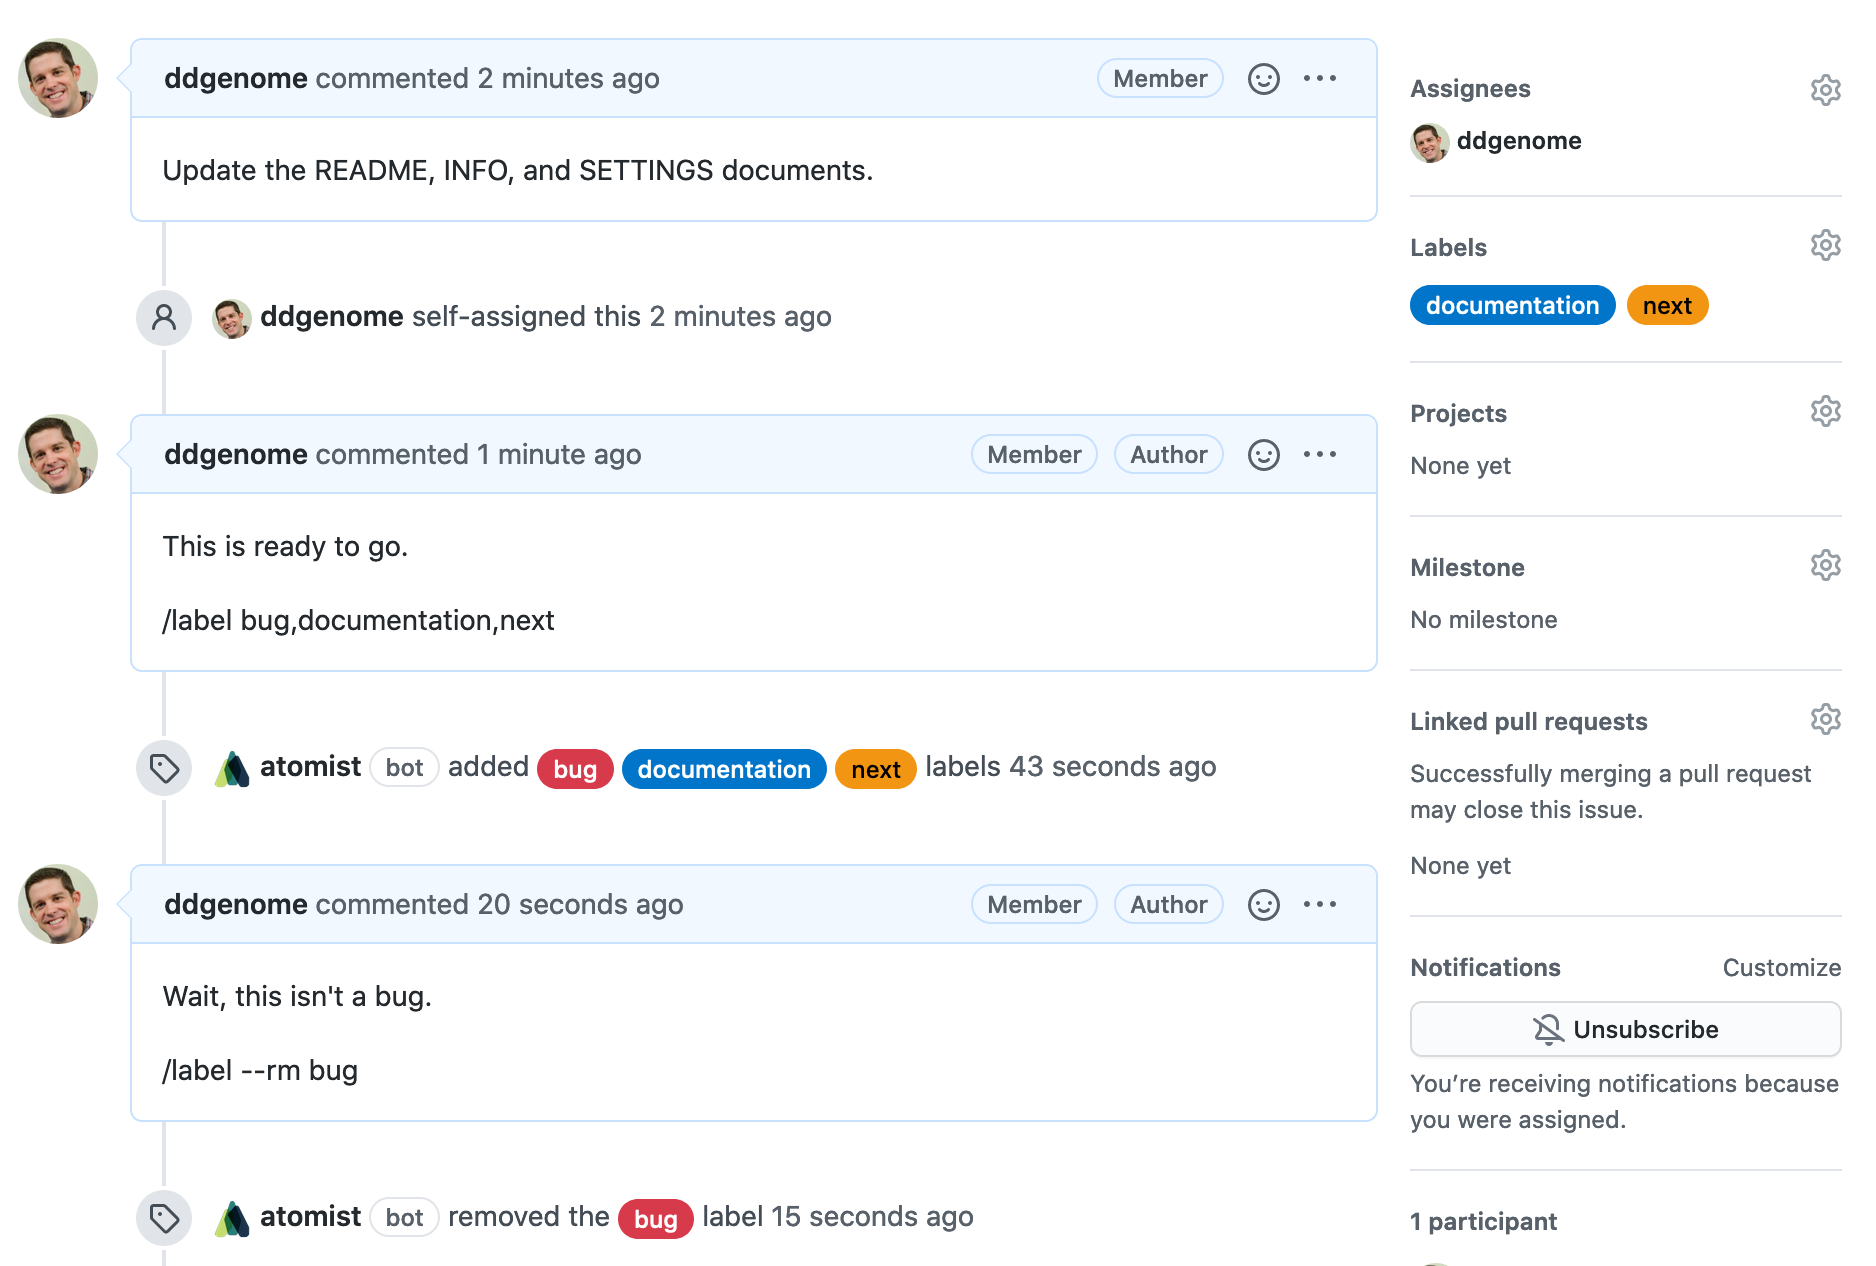 ddgenome commented 2 minutes ago Member
Update the README, INFO, and SETTINGS documents.
ddgenome self-assigned this 2 minutes ago
ddgenome commented 1 minute ago Member Author
This is ready to go.
/label bug,documentation,next
atomist bot added bug documentation next labels 43 seconds ago
ddgenome commented 20 seconds ago Member Author
Wait, this isn't a bug.
/label --rm bug
atomist bot removed the bug label 15 seconds ago
Assignees
ddgenome
Labels
documentation next
Projects
None yet
Milestone
No milestone
Linked pull requests
Successfully merging a pull request
may close this issue.
None yet
Notifications Customize
Unsubscribe
You’re receiving notifications because
you were assigned.
1 participant